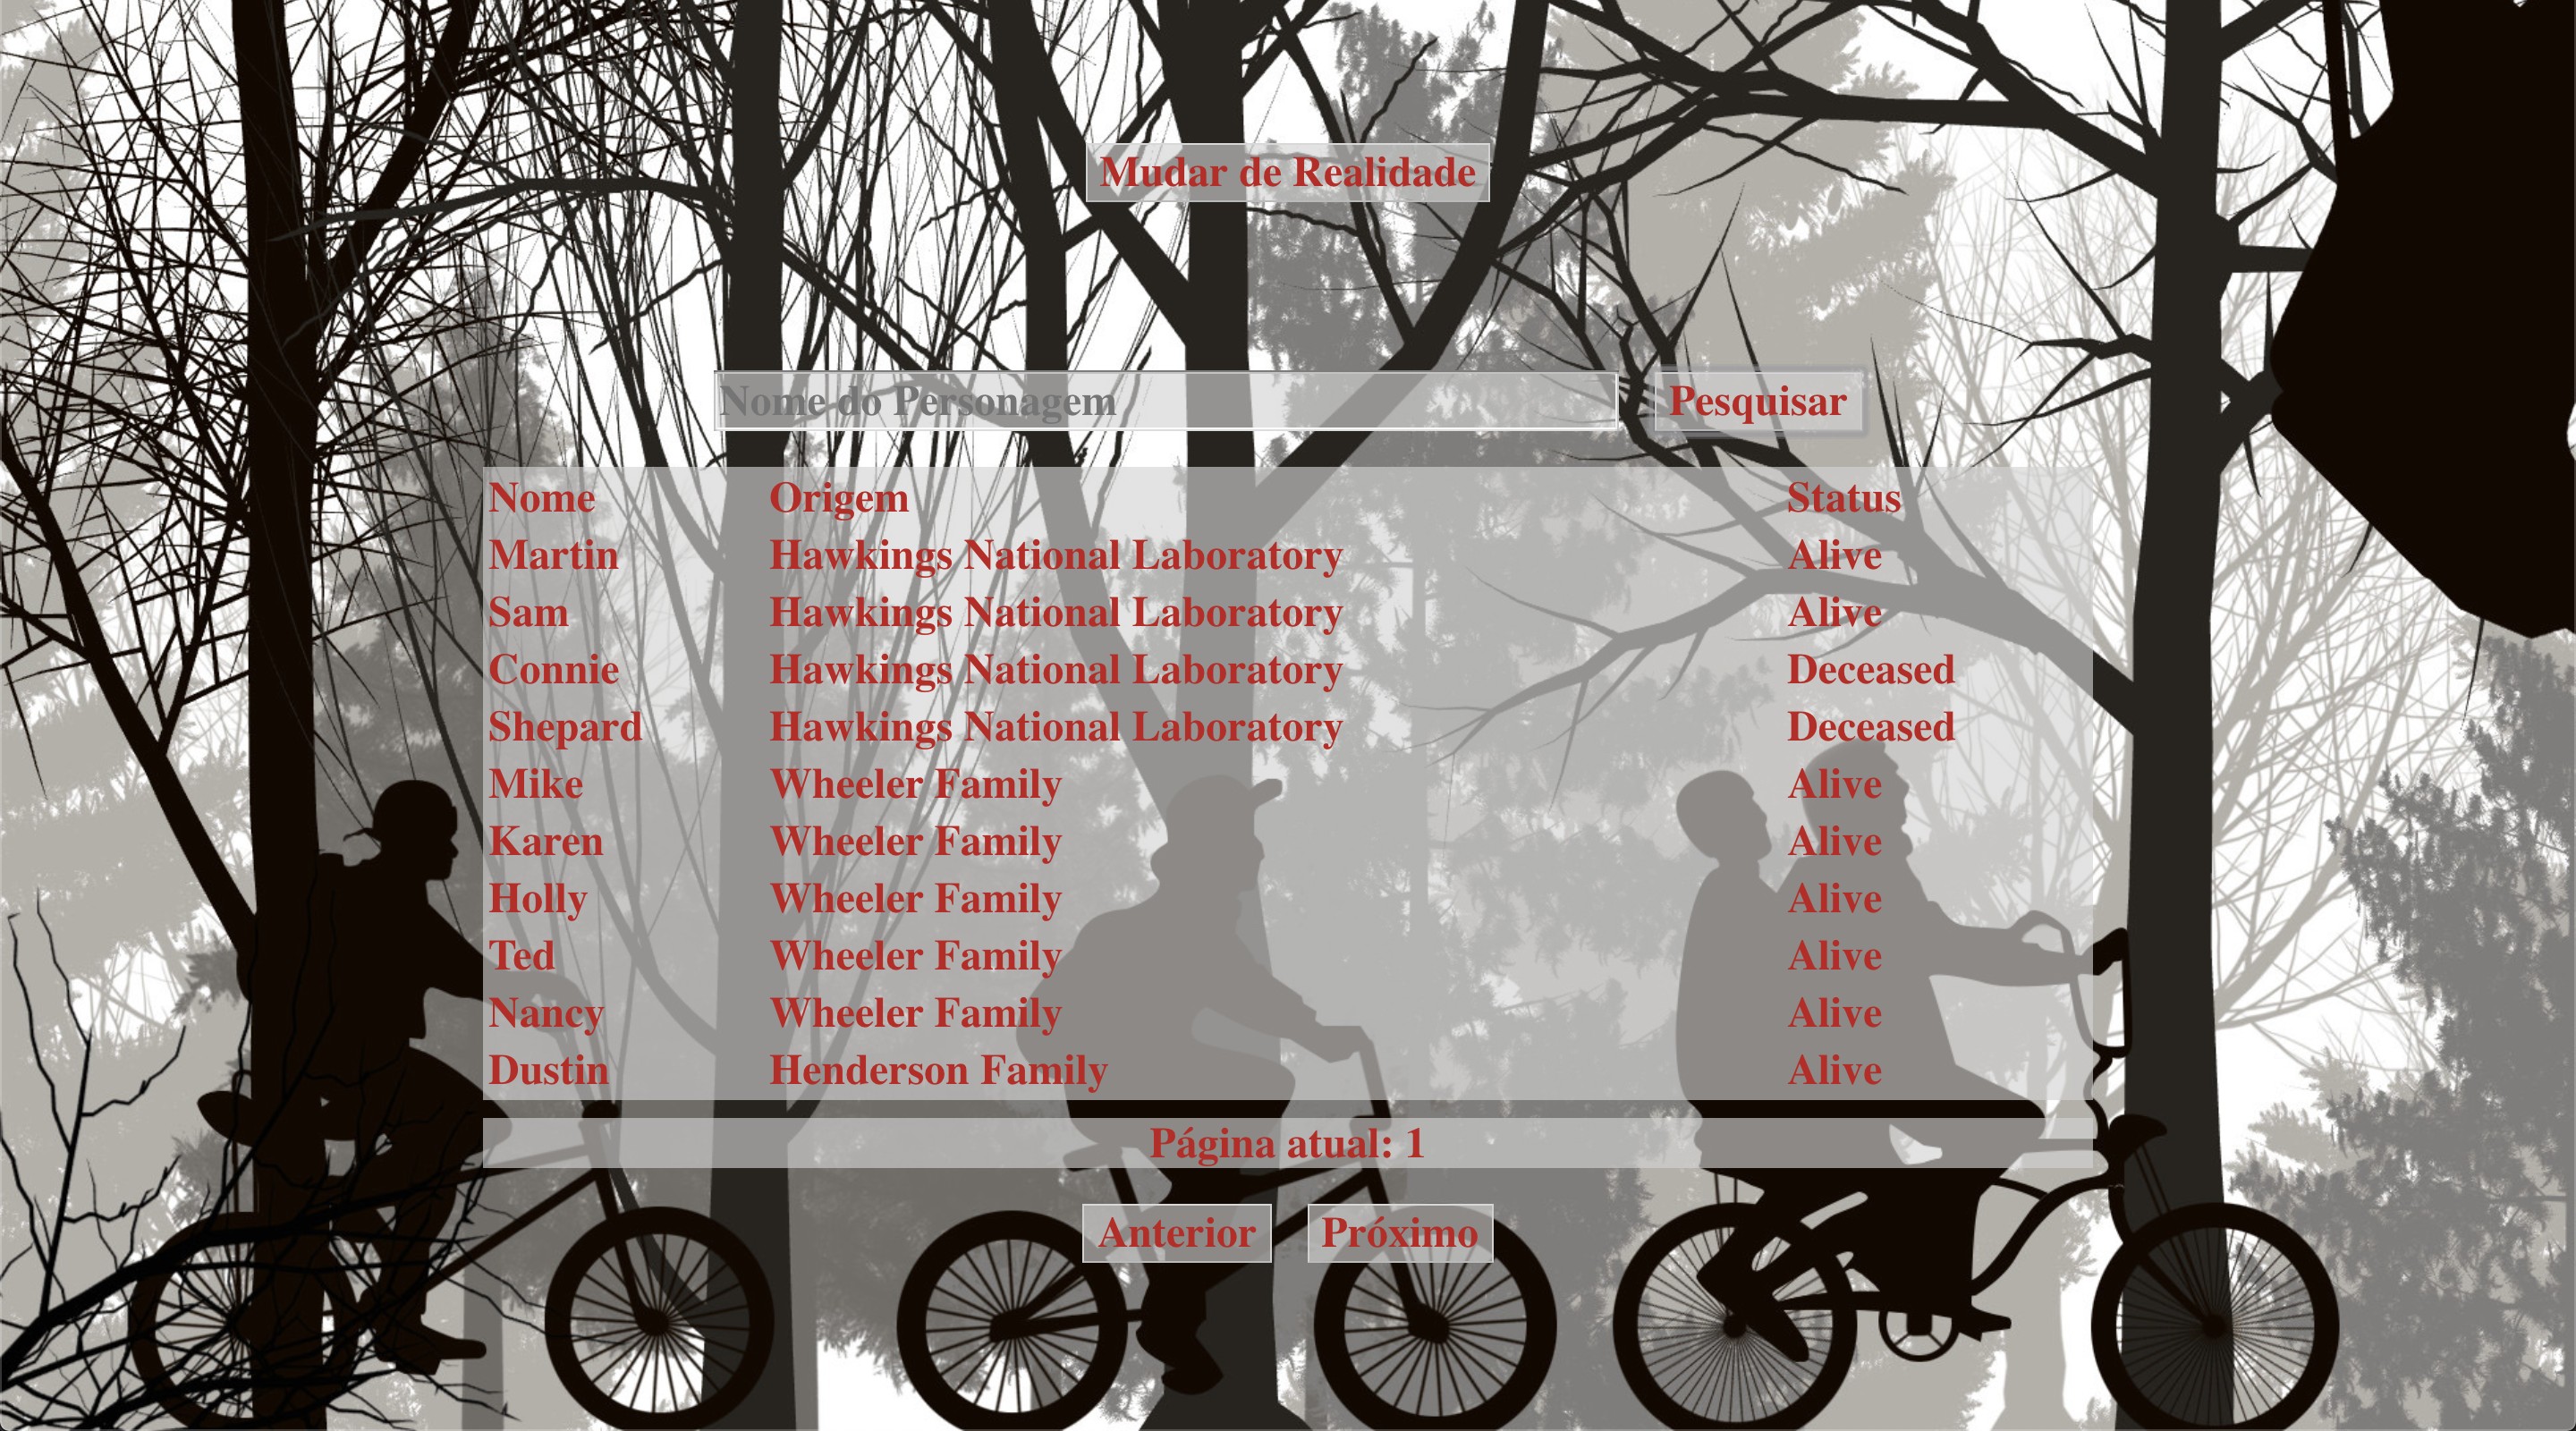 Mudar de Realidade
Nome do Personagem Pesquisar
Nome Origem Status
Martin Hawkings National Laboratory Alive
Sam Hawkings National Laboratory Alive
Connie Hawkings National Laboratory Deceased
Shepard Hawkings National Laboratory Deceased
Mike Wheeler Family Alive
Karen Wheeler Family Alive
Holly Wheeler Family Alive
Ted Wheeler Family Alive
Nancy Wheeler Family Alive
Dustin Henderson Family Alive
Página atual: 1
Anterior Próximo